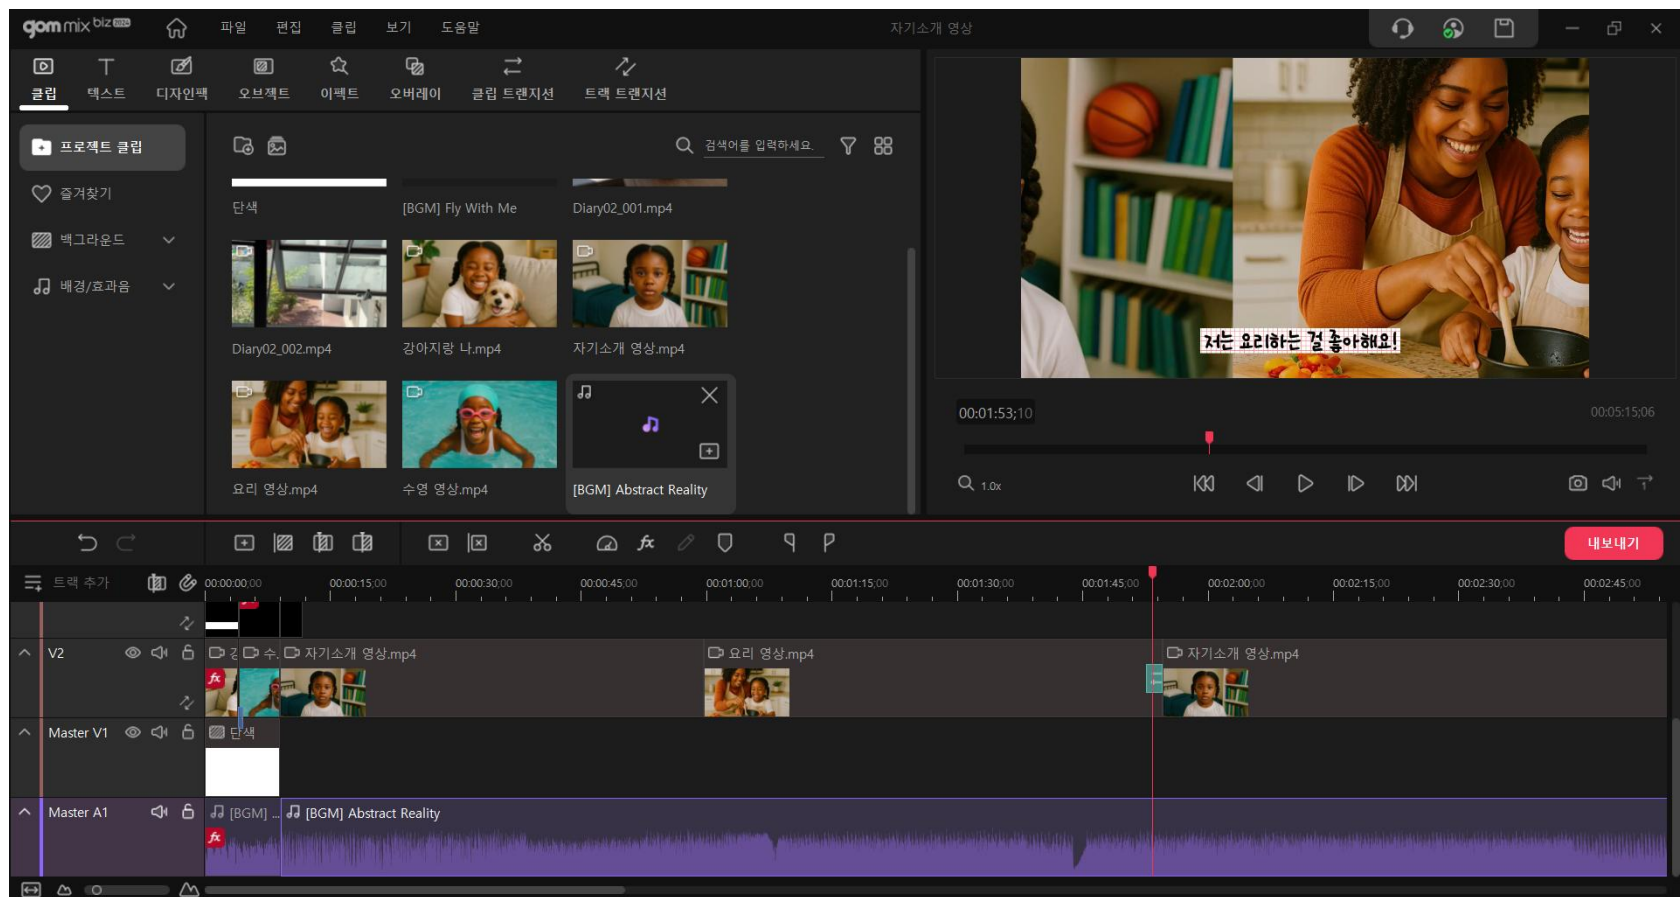 gom mix biz 2024
파일 편집 클립 보기 도움말
자기소개 영상
클립 텍스트 디자인팩 오브젝트 이펙트 오버레이 클립 트랜지션 트랙 트랜지션
프로젝트 클립
즐겨찾기
백그라운드
배경/효과음
검색어를 입력하세요.
단색 [BGM] Fly With Me Diary02_001.mp4
Diary02_002.mp4 강아지랑 나.mp4 자기소개 영상.mp4
요리 영상.mp4 수영 영상.mp4 [BGM] Abstract Reality
저는 요리하는 걸 좋아해요!
00:01:53;10 00:05:15;06
1.0x
내보내기
트랙 추가 00:00:00;00 00:00:15;00 00:00:30;00 00:00:45;00 00:01:00;00 00:01:15;00 00:01:30;00 00:01:45;00 00:02:00;00 00:02:15;00 00:02:30;00 00:02:45;00
V2 수. 자기소개 영상.mp4 요리 영상.mp4 자기소개 영상.mp4
fx
Master V1 단색
Master A1 [BGM] ... [BGM] Abstract Reality
fx